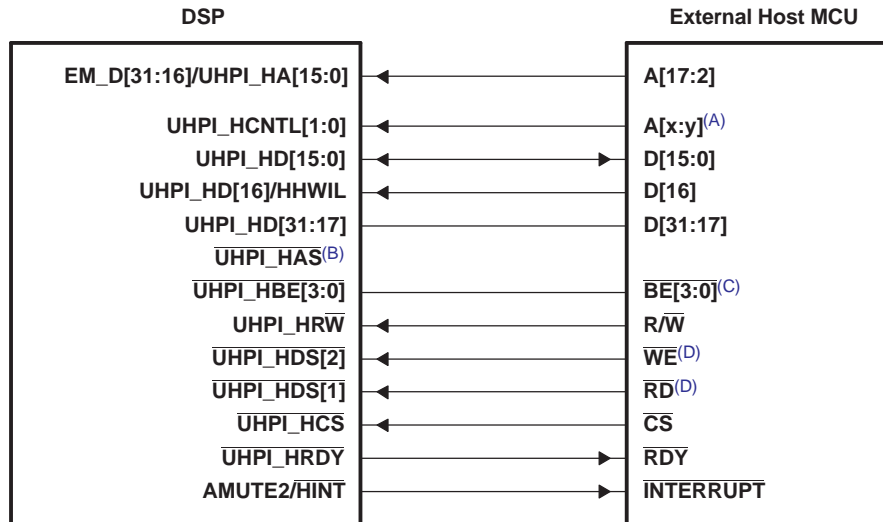 DSP External Host MCU
EM_D[31:16]/UHPI_HA[15:0] A[17:2]
UHPI_HCNTL[1:0] A[x:y](A)
UHPI_HD[15:0] D[15:0]
UHPI_HD[16]/HHWIL D[16]
UHPI_HD[31:17] D[31:17]
UHPI_HAS(B)
UHPI_HBE[3:0] BE[3:0](C)
UHPI_HRW R/W
UHPI_HDS[2] WE(D)
UHPI_HDS[1] RD(D)
UHPI_HCS CS
UHPI_HRDY RDY
AMUTE2/HINT INTERRUPT